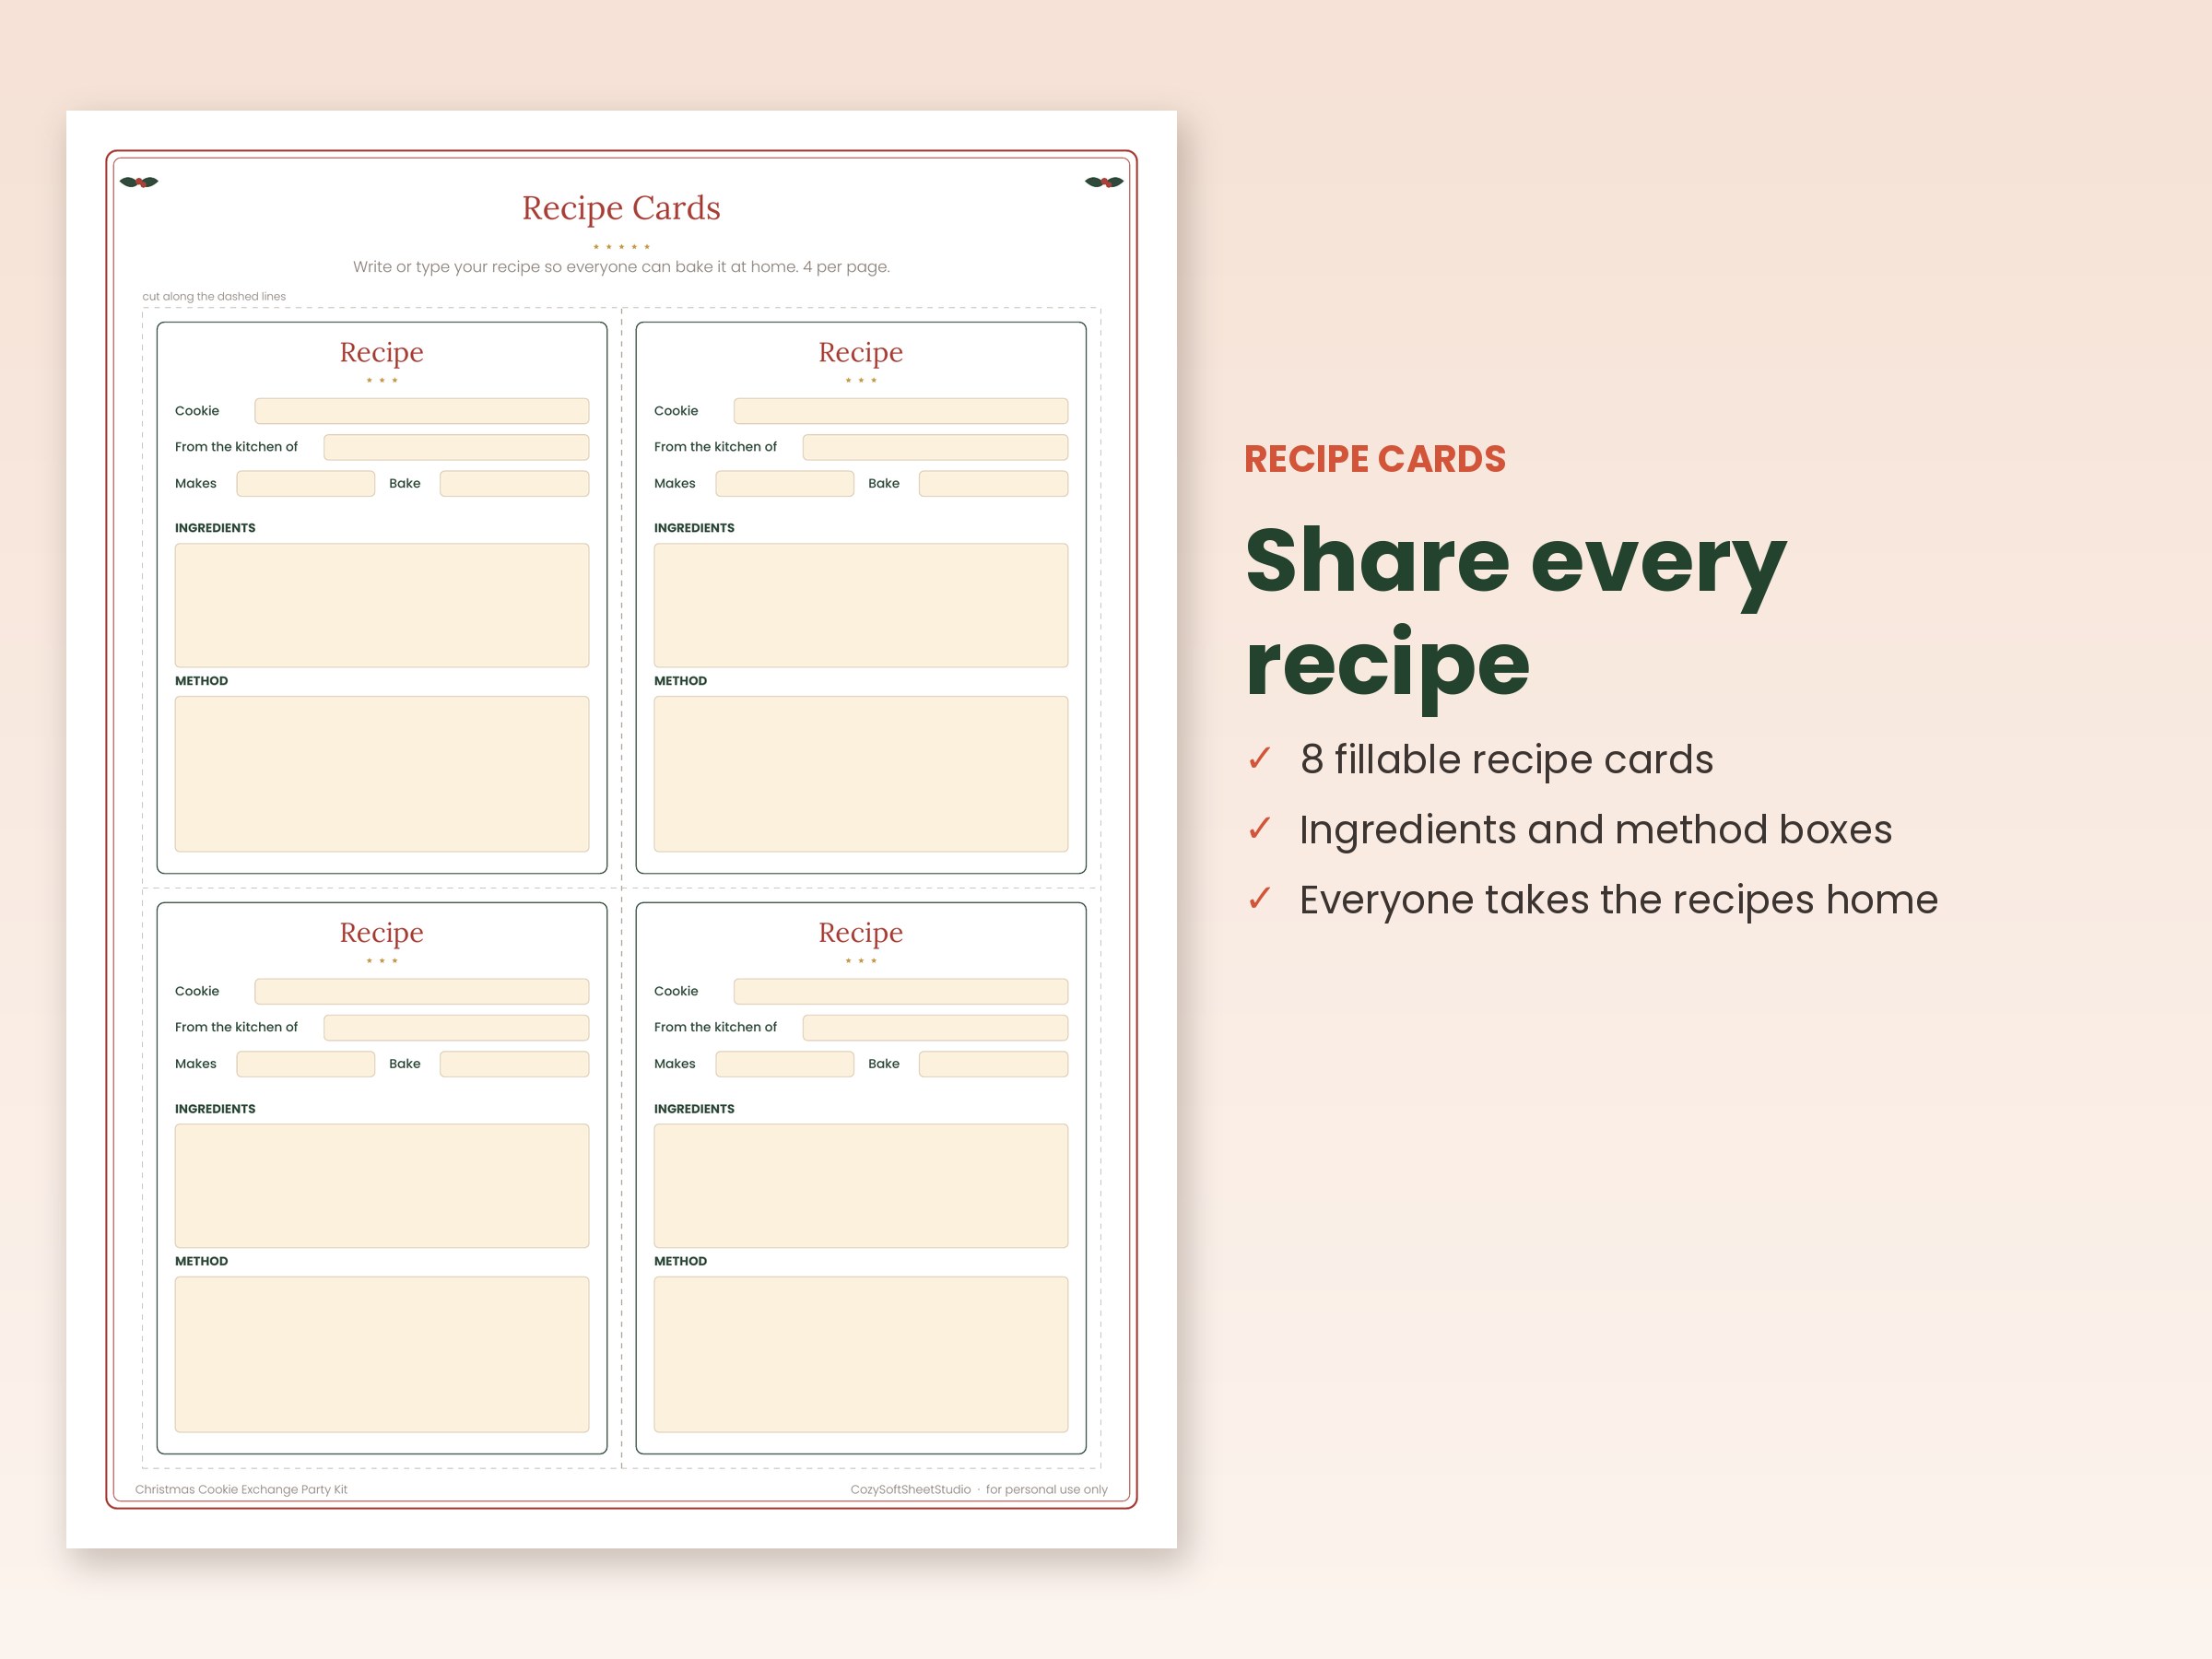 Recipe Cards
Write or type your recipe so everyone can bake it at home. 4 per page.
cut along the dashed lines
Recipe
Cookie
From the kitchen of
Makes Bake
INGREDIENTS
METHOD
Recipe
Cookie
From the kitchen of
Makes Bake
INGREDIENTS
METHOD
Recipe
Cookie
From the kitchen of
Makes Bake
INGREDIENTS
METHOD
Recipe
Cookie
From the kitchen of
Makes Bake
INGREDIENTS
METHOD
Christmas Cookie Exchange Party Kit
CozySoftSheetStudio · for personal use only
RECIPE CARDS
Share every
recipe
✓ 8 fillable recipe cards
✓ Ingredients and method boxes
✓ Everyone takes the recipes home